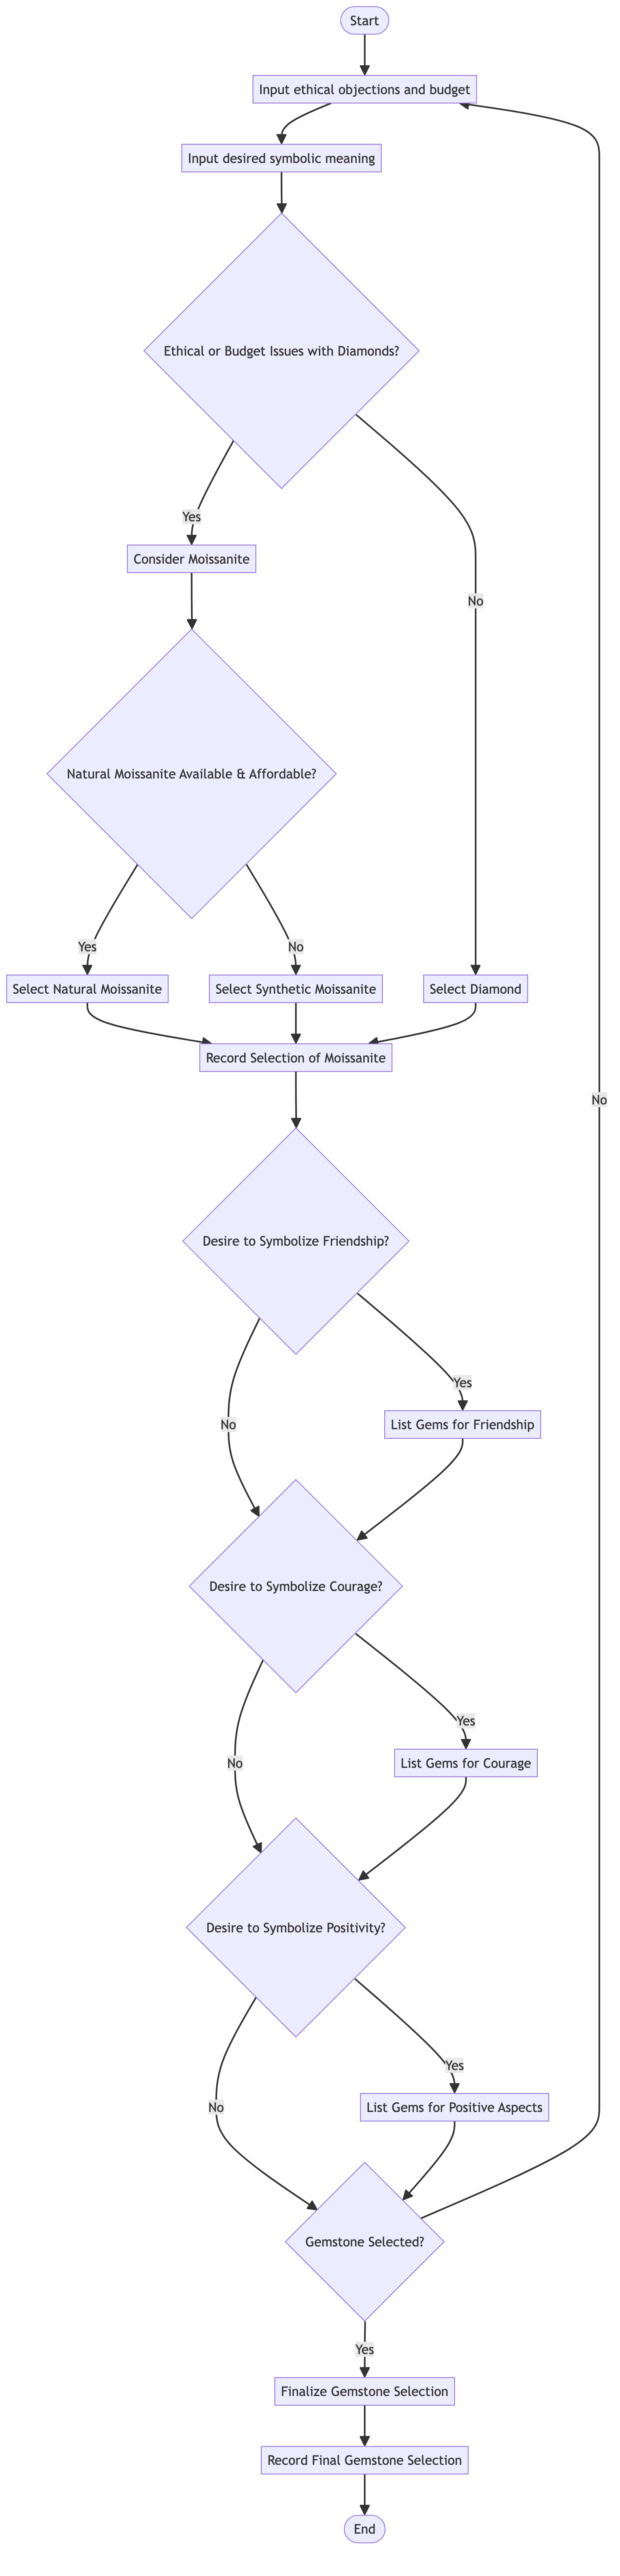 Start
Input ethical objections and budget
Input desired symbolic meaning
Ethical or Budget Issues with Diamonds?
Yes
Consider Moissanite
No
Natural Moissanite Available & Affordable?
Yes
No
Select Natural Moissanite
Select Synthetic Moissanite
Select Diamond
Record Selection of Moissanite
No
Desire to Symbolize Friendship?
Yes
No
List Gems for Friendship
Desire to Symbolize Courage?
Yes
No
List Gems for Courage
Desire to Symbolize Positivity?
Yes
No
List Gems for Positive Aspects
Gemstone Selected?
Yes
Finalize Gemstone Selection
Record Final Gemstone Selection
End